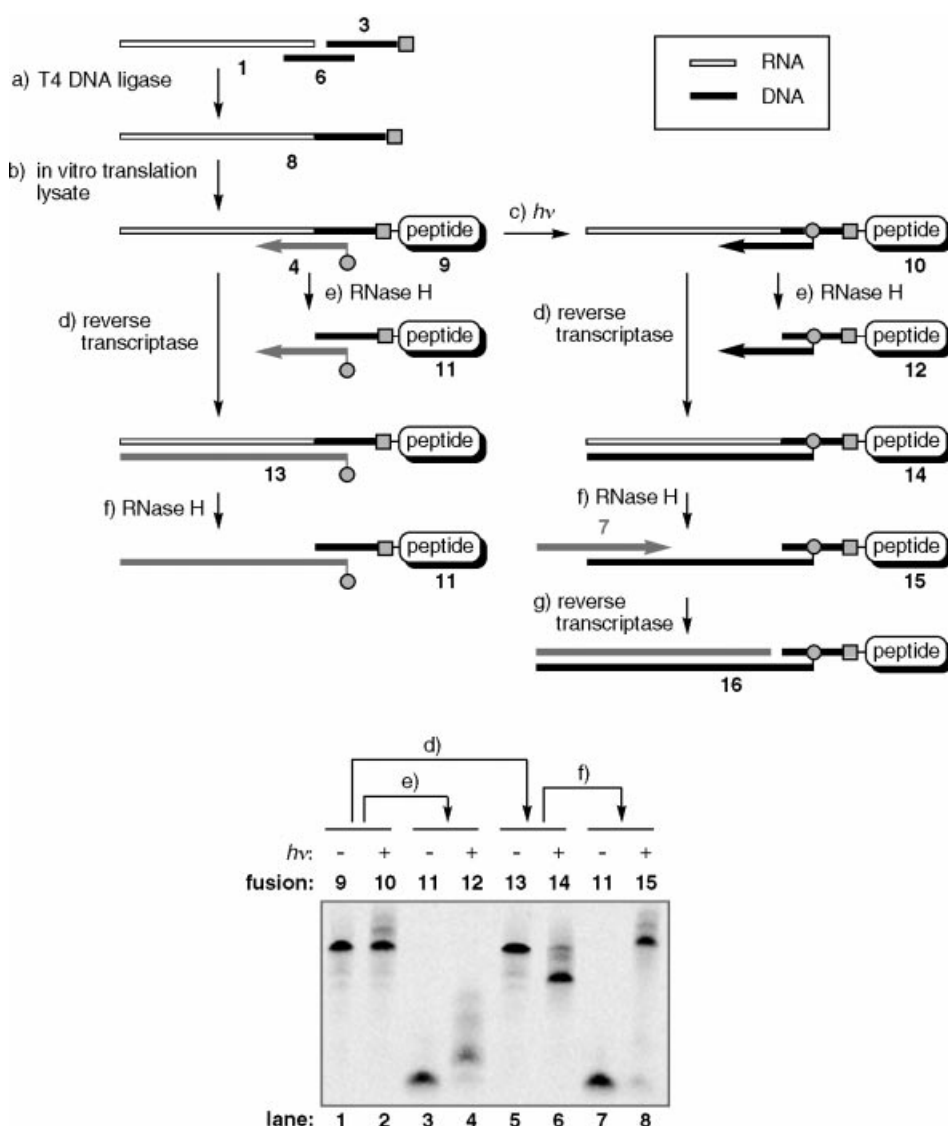 3
1
6
a) T4 DNA ligase
RNA
DNA
8
b) in vitro translation
lysate
peptide
c) hν
peptide
4
9
10
e) RNase H
e) RNase H
d) reverse
transcriptase
d) reverse
transcriptase
peptide
peptide
11
12
peptide
peptide
13
14
f) RNase H
f) RNase H
7
peptide
peptide
11
15
g) reverse
transcriptase
peptide
16
d)
e)
f)
hν: - + - + - + - +
fusion: 9 10 11 12 13 14 11 15
lane: 1 2 3 4 5 6 7 8